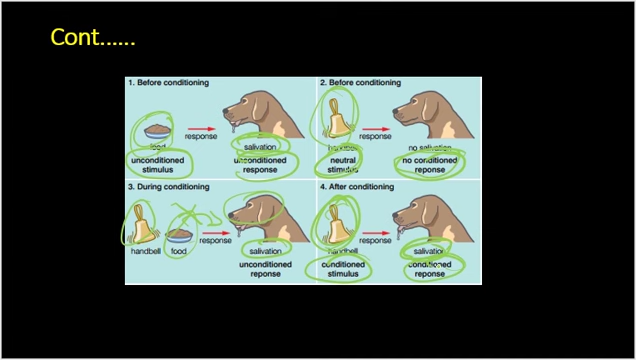 Cont......
1. Before conditioning
food
response
salivation
unconditioned
stimulus
unconditioned
response
2. Before conditioning
handbell
response
no salivation
neutral
stimulus
no conditioned
reponse
3. During conditioning
handbell
food
response
salivation
unconditioned
reponse
4. After conditioning
handbell
response
salivation
conditioned
stimulus
conditioned
reponse